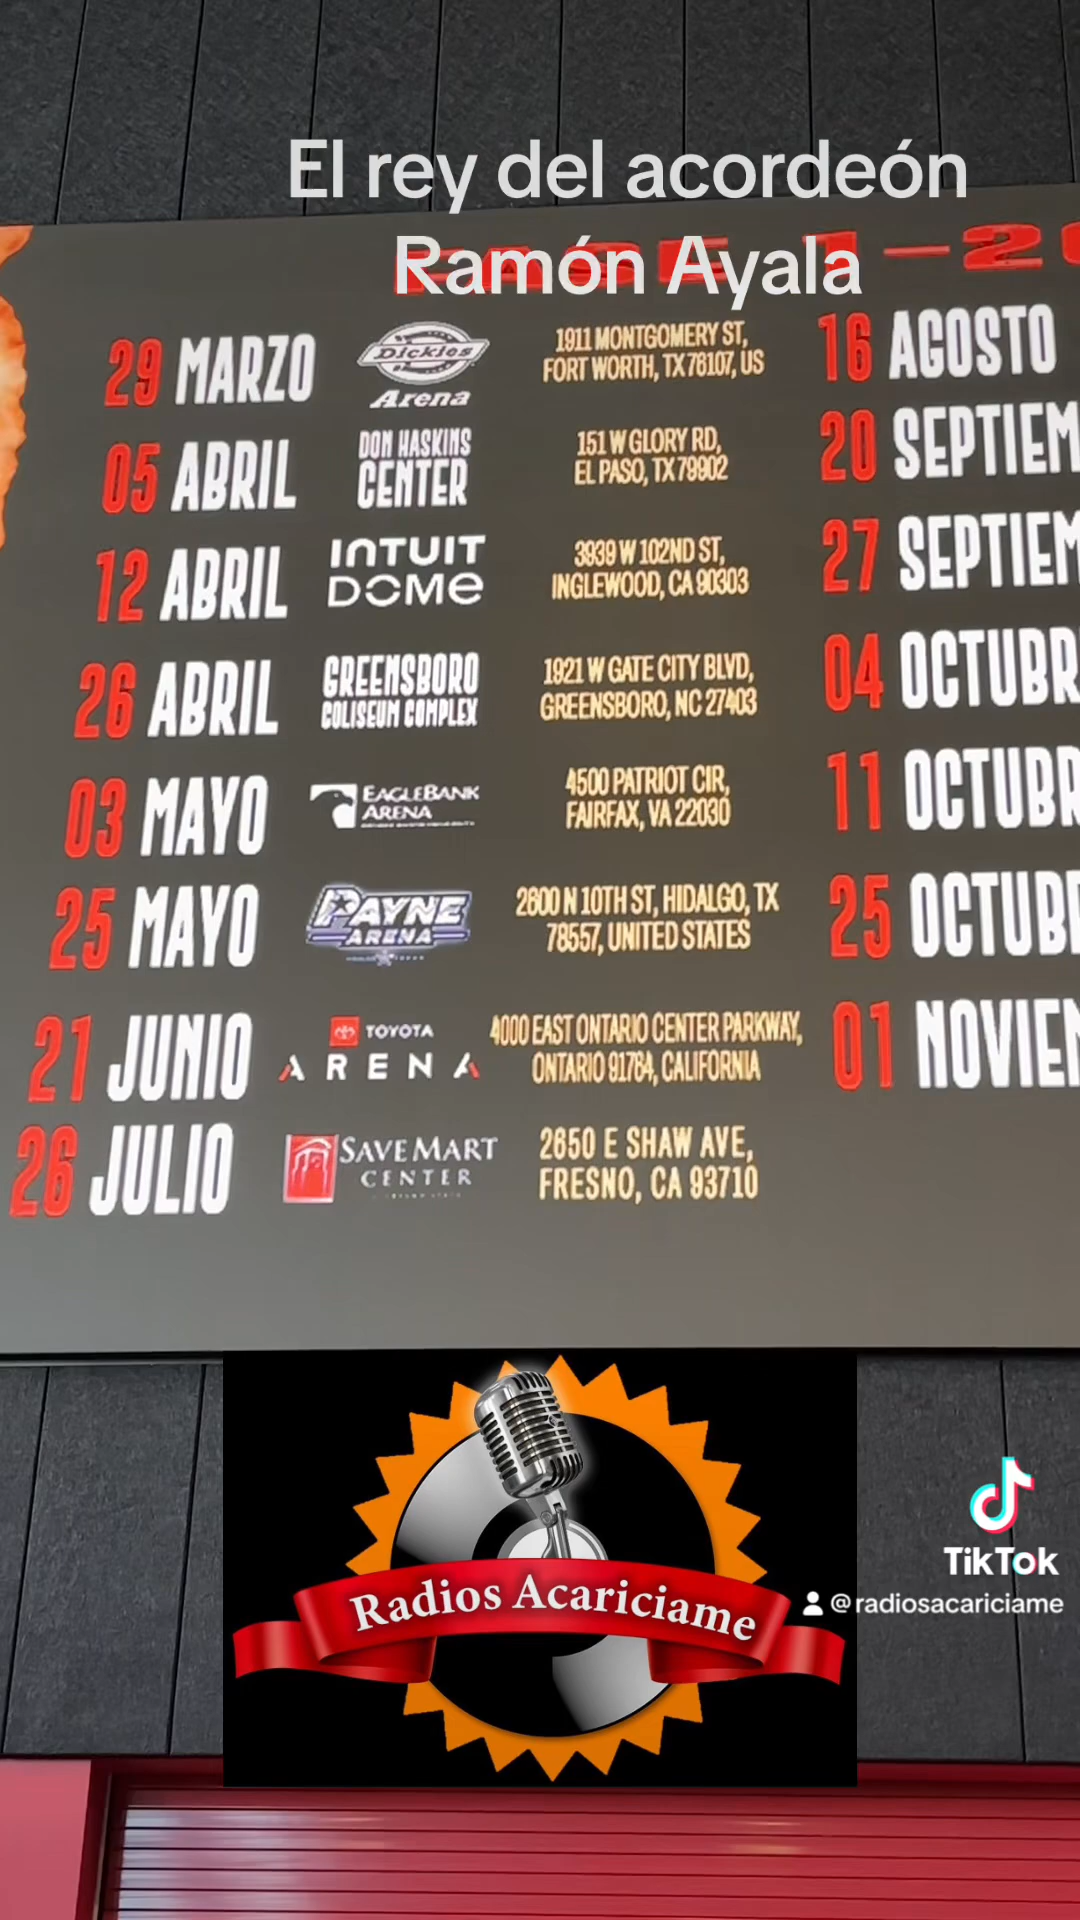 El rey del acordeón
Ramón Ayala
29 MARZO
Dickies
Arena
1911 MONTGOMERY ST,
FORT WORTH, TX 76107, US
05 ABRIL
DON HASKINS
CENTER
151 W GLORY RD,
EL PASO, TX 79902
12 ABRIL
INTUIT
DOME
3939 W 102ND ST,
INGLEWOOD, CA 90303
26 ABRIL
GREENSBORO
COLISEUM COMPLEX
1921 W GATE CITY BLVD,
GREENSBORO, NC 27403
03 MAYO
EAGLEBANK
ARENA
4500 PATRIOT CIR,
FAIRFAX, VA 22030
25 MAYO
PAYNE
ARENA
2600 N 10TH ST, HIDALGO, TX
78557, UNITED STATES
21 JUNIO
TOYOTA
ARENA
4000 EAST ONTARIO CENTER PARKWAY,
ONTARIO 91764, CALIFORNIA
26 JULIO
SAVE MART
CENTER
2650 E SHAW AVE,
FRESNO, CA 93710
16 AGOSTO
20 SEPTIEM
27 SEPTIEM
04 OCTUBR
11 OCTUBR
25 OCTUB
01 NOVIEM
Radios Acariciame
TikTok
@radiosacariciame